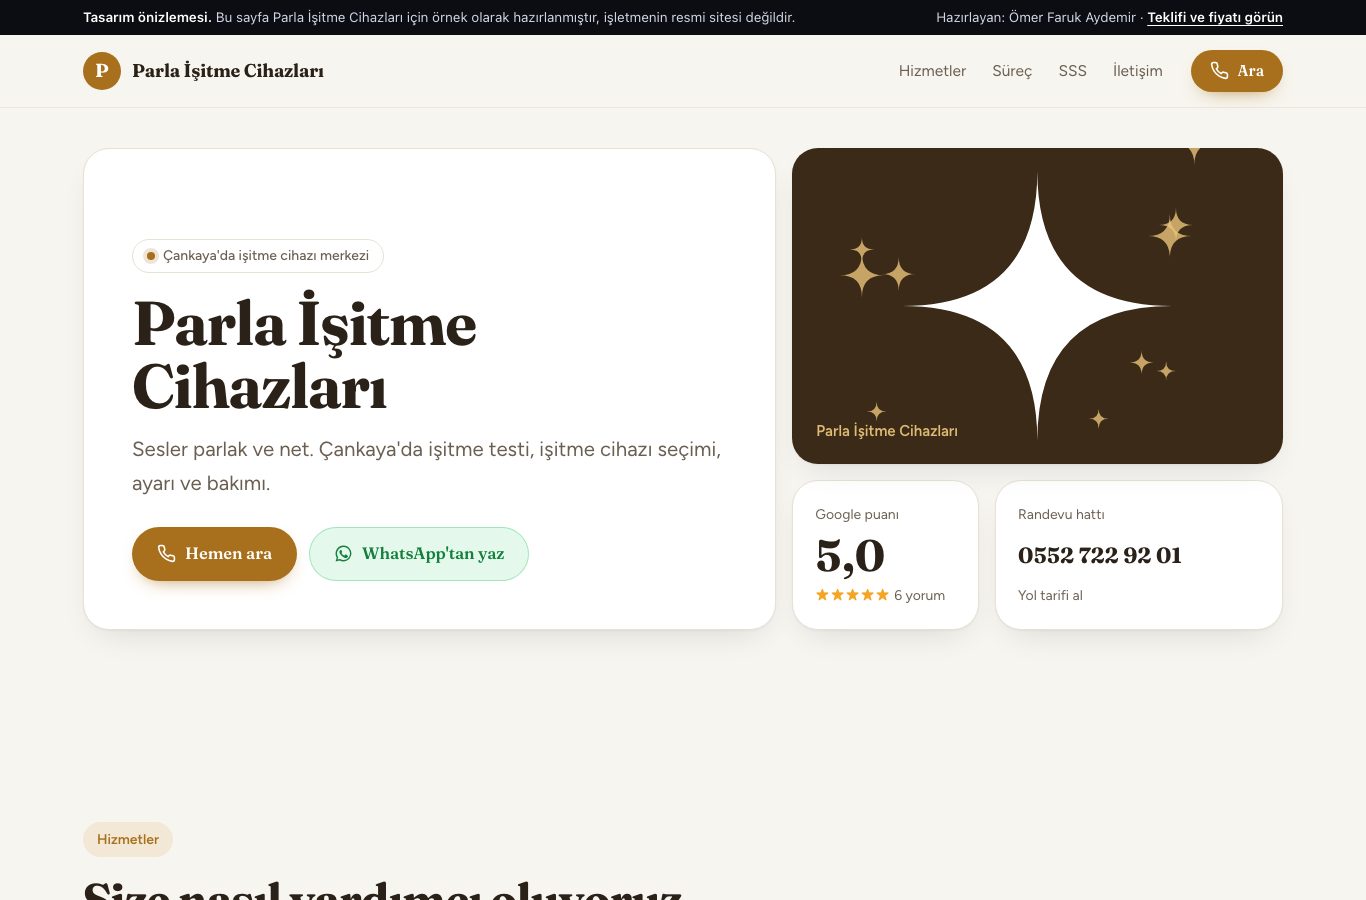 Tasarım önizlemesi. Bu sayfa Parla İşitme Cihazları için örnek olarak hazırlanmıştır, işletmenin resmi sitesi değildir.
Hazırlayan: Ömer Faruk Aydemir · Teklifi ve fiyatı görün
P
Parla İşitme Cihazları
Hizmetler
Süreç
SSS
İletişim
Ara
Çankaya'da işitme cihazı merkezi
Parla İşitme
Cihazları
Sesler parlak ve net. Çankaya'da işitme testi, işitme cihazı seçimi,
ayarı ve bakımı.
Hemen ara
WhatsApp'tan yaz
Parla İşitme Cihazları
Google puanı
5,0
6 yorum
Randevu hattı
0552 722 92 01
Yol tarifi al
Hizmetler
Size nasıl yardımcı oluyoruz